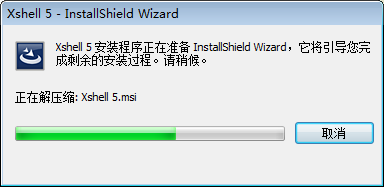 Xshell 5 - InstallShield Wizard
Xshell 5 安装程序正在准备 InstallShield Wizard，它将引导您完
成剩余的安装过程。请稍候。
正在解压缩: Xshell 5.msi
取消